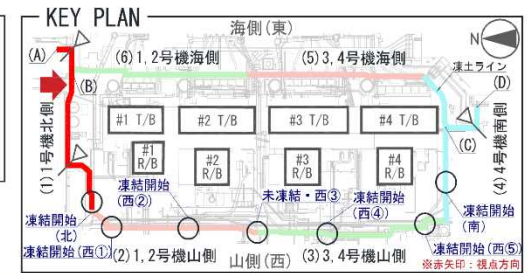 KEY PLAN
海側(東)
N
(A)
(6)1,2号機海側
(5)3,4号機海側
凍土ライン
(B)
(D)
(1)1号機北側
#1 T/B
#2 T/B
#3 T/B
#4 T/B
(C)
(4)4号機南側
#1
R/B
#2
R/B
#3
R/B
#4
R/B
凍結開始
(西②)
未凍結・西③
凍結開始
(西④)
凍結開始
(南)
凍結開始
(北)
凍結開始(西①)
(2)1,2号機山側
山側(西)
(3)3,4号機山側
凍結開始(西⑤)
※赤矢印:視点方向